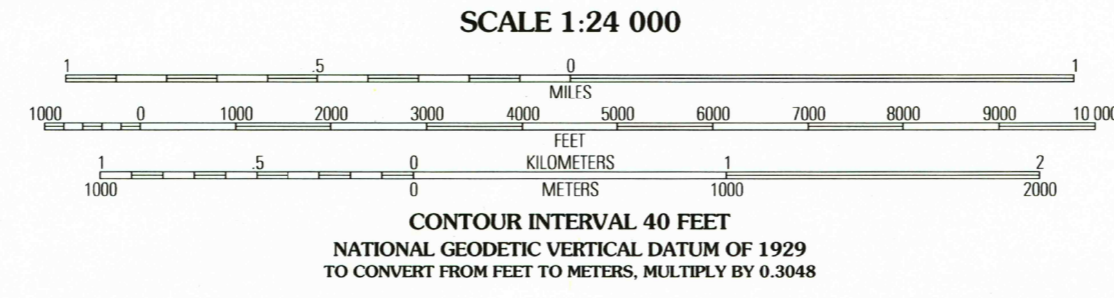 SCALE 1:24 000
1 .5 0 1
MILES
1000 0 1000 2000 3000 4000 5000 6000 7000 8000 9000 10 000
FEET
1 .5 0 KILOMETERS 1 2
1000 0 METERS 1000 2000
CONTOUR INTERVAL 40 FEET
NATIONAL GEODETIC VERTICAL DATUM OF 1929
TO CONVERT FROM FEET TO METERS, MULTIPLY BY 0.3048